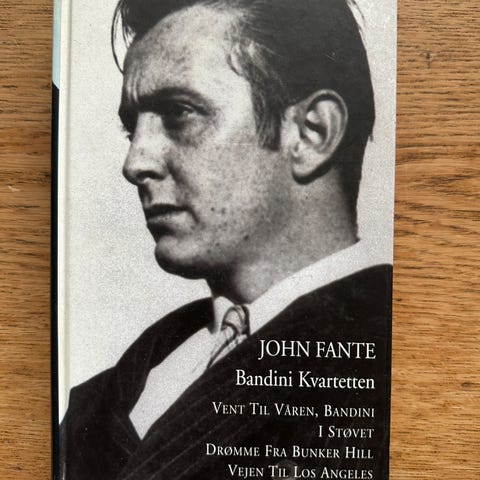 JOHN FANTE
Bandini Kvartetten
VENT TIL VÅREN, BANDINI
I STØVET
DRØMME FRA BUNKER HILL
VEJEN TIL LOS ANGELES